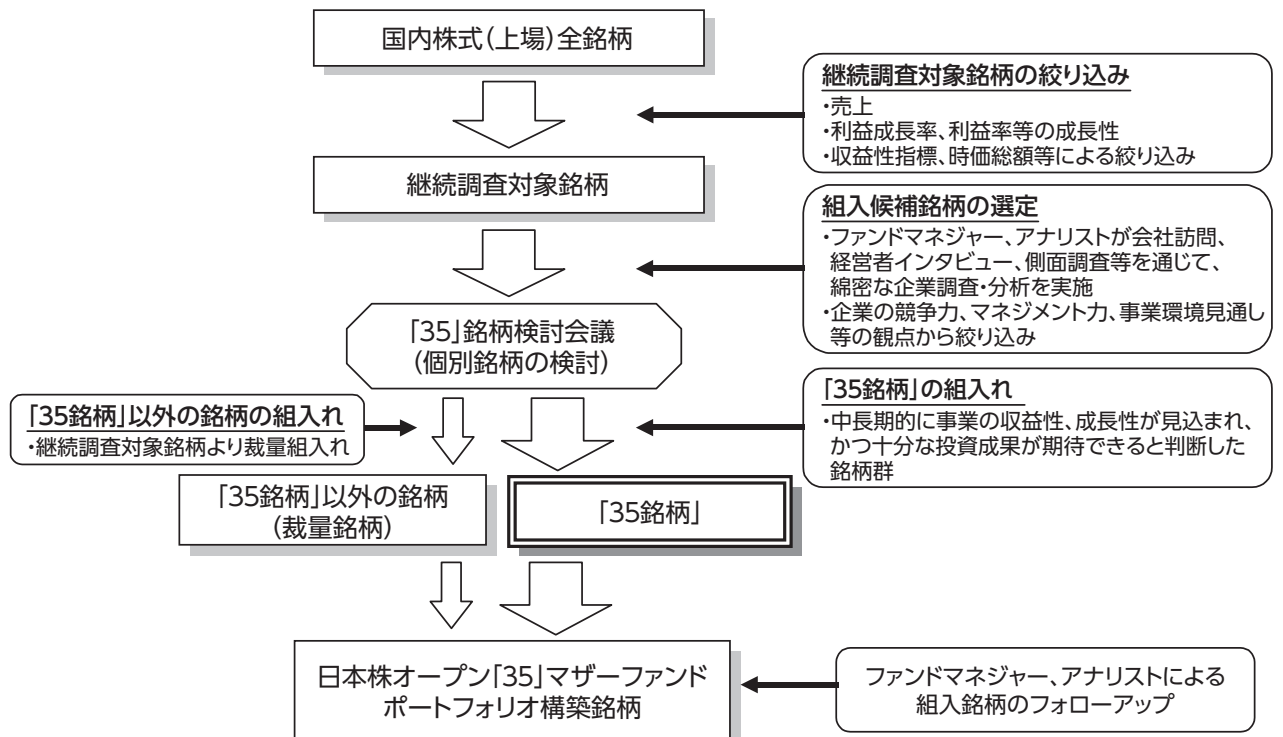 国内株式(上場)全銘柄
継続調査対象銘柄の絞り込み
・売上
・利益成長率、利益率等の成長性
・収益性指標、時価総額等による絞り込み
継続調査対象銘柄
組入候補銘柄の選定
・ファンドマネジャー、アナリストが会社訪問、
経営者インタビュー、側面調査等を通じて、
綿密な企業調査・分析を実施
・企業の競争力、マネジメント力、事業環境見通し
等の観点から絞り込み
「35」銘柄検討会議
(個別銘柄の検討)
「35銘柄」以外の銘柄の組入れ
・継続調査対象銘柄より裁量組入れ
「35銘柄」の組入れ
・中長期的に事業の収益性、成長性が見込まれ、
かつ十分な投資成果が期待できると判断した
銘柄群
「35銘柄」以外の銘柄
(裁量銘柄)
「35銘柄」
日本株オープン「35」マザーファンド
ポートフォリオ構築銘柄
ファンドマネジャー、アナリストによる
組入銘柄のフォローアップ